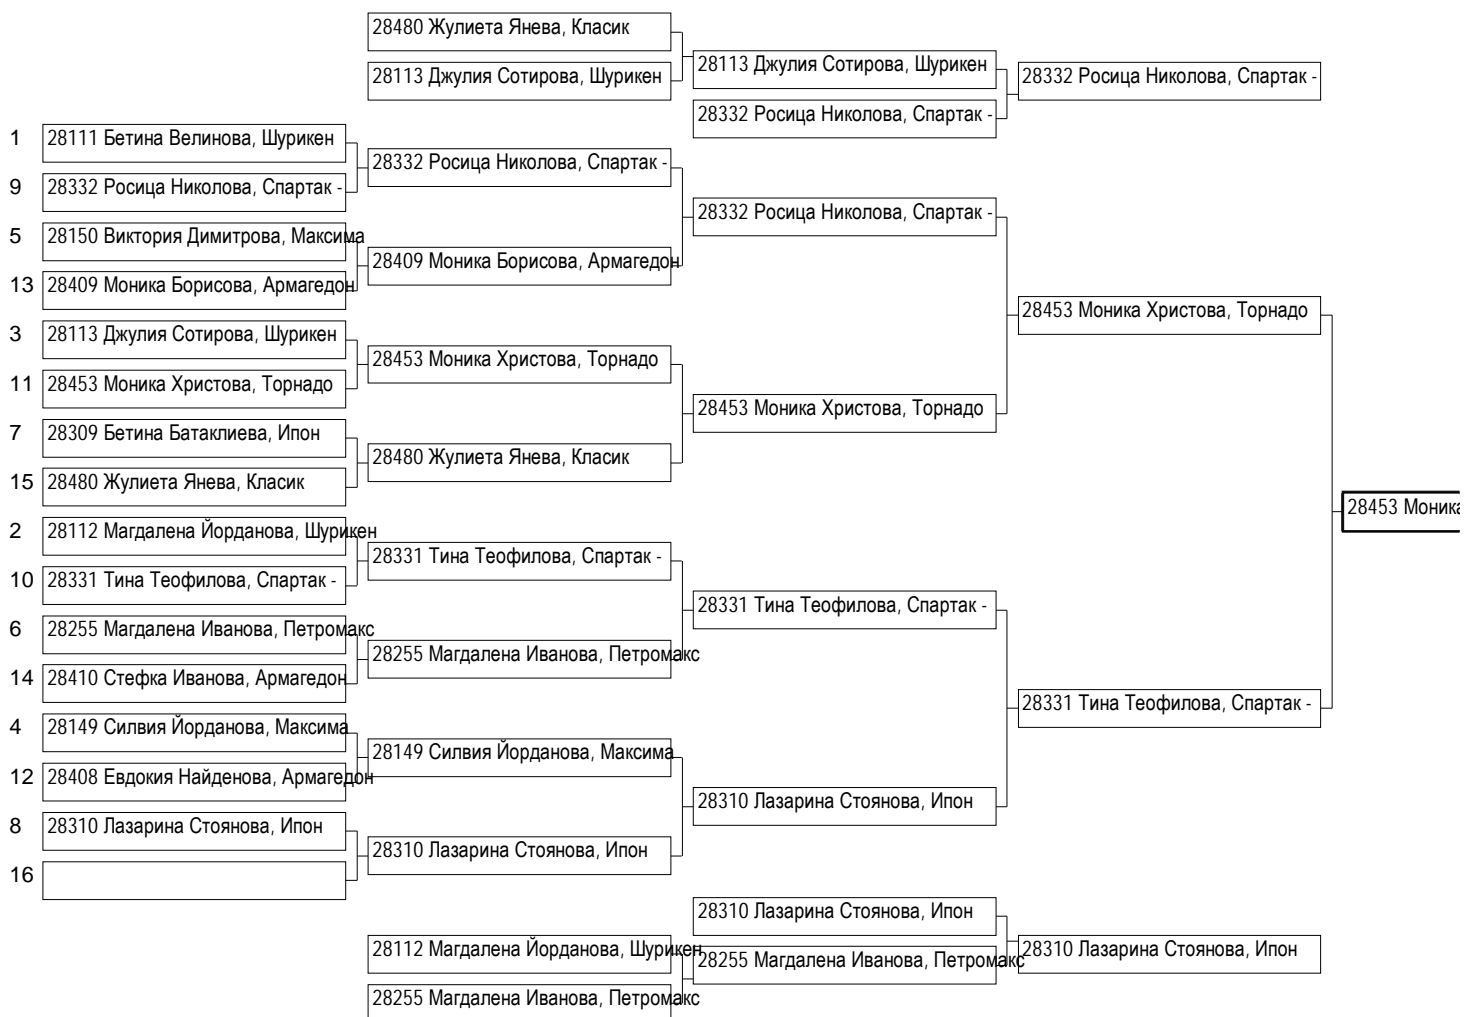 28480 Жулиета Янева, Класик
28113 Джулия Сотирова, Шурикен
28113 Джулия Сотирова, Шурикен
28332 Росица Николова, Спартак -
28332 Росица Николова, Спартак -
1 28111 Бетина Велинова, Шурикен
9 28332 Росица Николова, Спартак -
5 28150 Виктория Димитрова, Максима
13 28409 Моника Борисова, Армагедон
3 28113 Джулия Сотирова, Шурикен
11 28453 Моника Христова, Торнадо
7 28309 Бетина Батаклиева, Ипон
15 28480 Жулиета Янева, Класик
2 28112 Магдалена Йорданова, Шурикен
10 28331 Тина Теофилова, Спартак -
6 28255 Магдалена Иванова, Петромакс
14 28410 Стефка Иванова, Армагедон
4 28149 Силвия Йорданова, Максима
12 28408 Евдокия Найденова, Армагедон
8 28310 Лазарина Стоянова, Ипон
16
28332 Росица Николова, Спартак -
28409 Моника Борисова, Армагедон
28453 Моника Христова, Торнадо
28480 Жулиета Янева, Класик
28331 Тина Теофилова, Спартак -
28255 Магдалена Иванова, Петромакс
28149 Силвия Йорданова, Максима
28310 Лазарина Стоянова, Ипон
28332 Росица Николова, Спартак -
28453 Моника Христова, Торнадо
28331 Тина Теофилова, Спартак -
28310 Лазарина Стоянова, Ипон
28453 Моника Христова, Торнадо
28331 Тина Теофилова, Спартак -
28453 Моника
28310 Лазарина Стоянова, Ипон
28112 Магдалена Йорданова, Шурикен
28255 Магдалена Иванова, Петромакс
28255 Магдалена Иванова, Петромакс
28310 Лазарина Стоянова, Ипон